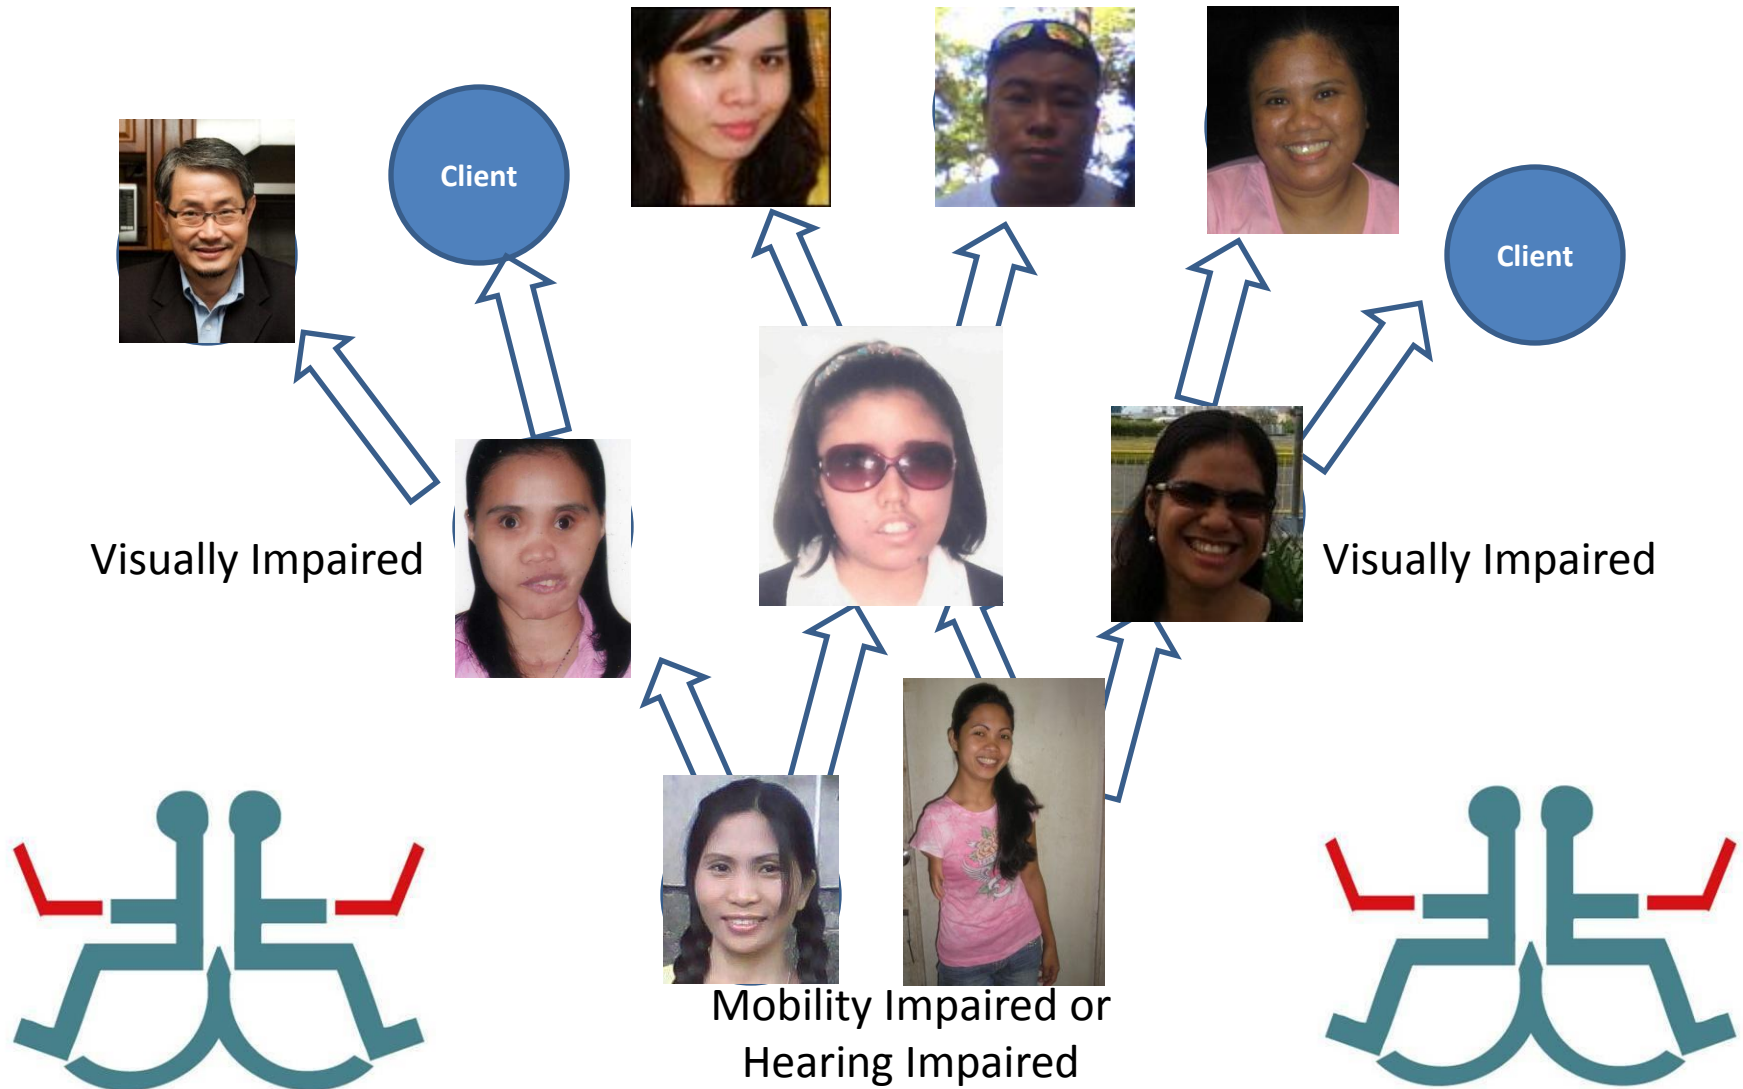 Client
Client
Visually Impaired
Visually Impaired
Mobility Impaired or
Hearing Impaired